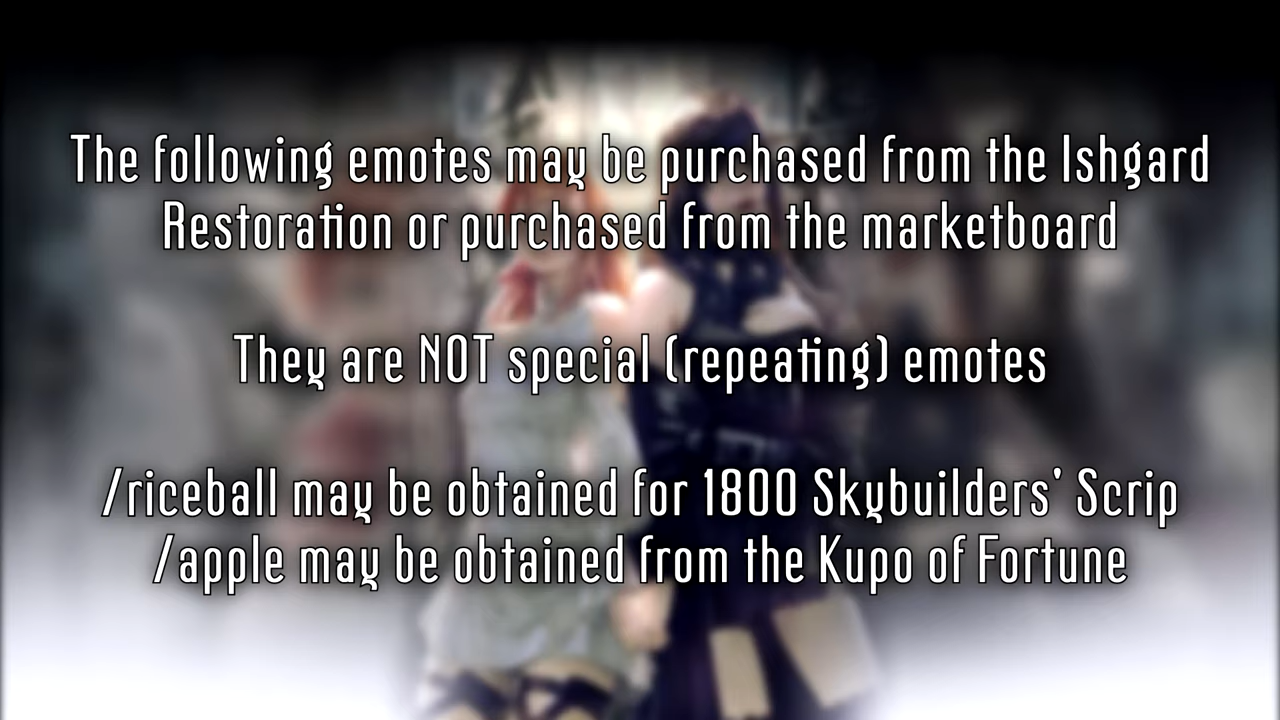 The following emotes may be purchased from the Ishgard
Restoration or purchased from the marketboard
They are NOT special (repeating) emotes
/riceball may be obtained for 1800 Skybuilders' Scrip
/apple may be obtained from the Kupo of Fortune